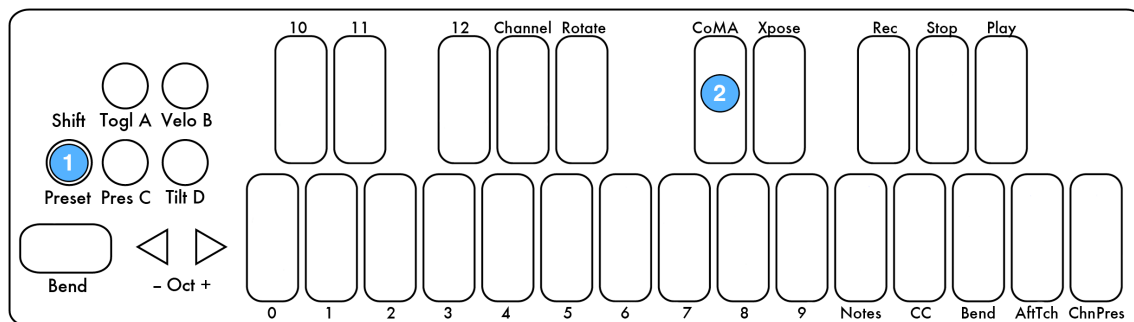 10 11 12 Channel Rotate CoMA Xpose Rec Stop Play
2
Shift Togl A Velo B
1
Preset Pres C Tilt D
Bend – Oct +
0 1 2 3 4 5 6 7 8 9 Notes CC Bend AftTch ChnPres